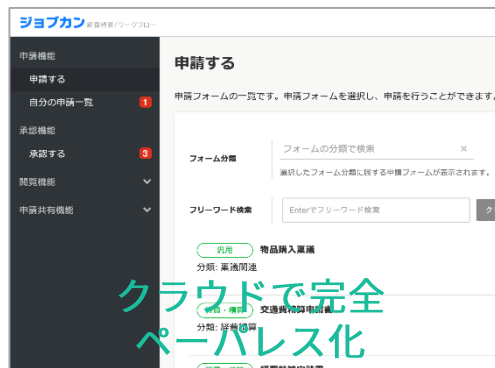 ジョブカン 経費精算/ワークフロー
申請機能
申請する
自分の申請一覧 1
承認機能
承認する 3
閲覧機能
申請共有機能
申請する
申請フォームの一覧です。申請フォームを選択し、申請を行うことができます。
フォーム分類
フォームの分類で検索 ×
選択したフォーム分類に属する申請フォームが表示されます。
フリーワード検索
Enterでフリーワード検索
ク
汎用 物品購入稟議
分類: 稟議関連
交通費精算申請書
分類: 経費精算
クラウドで完全
ペーパレス化